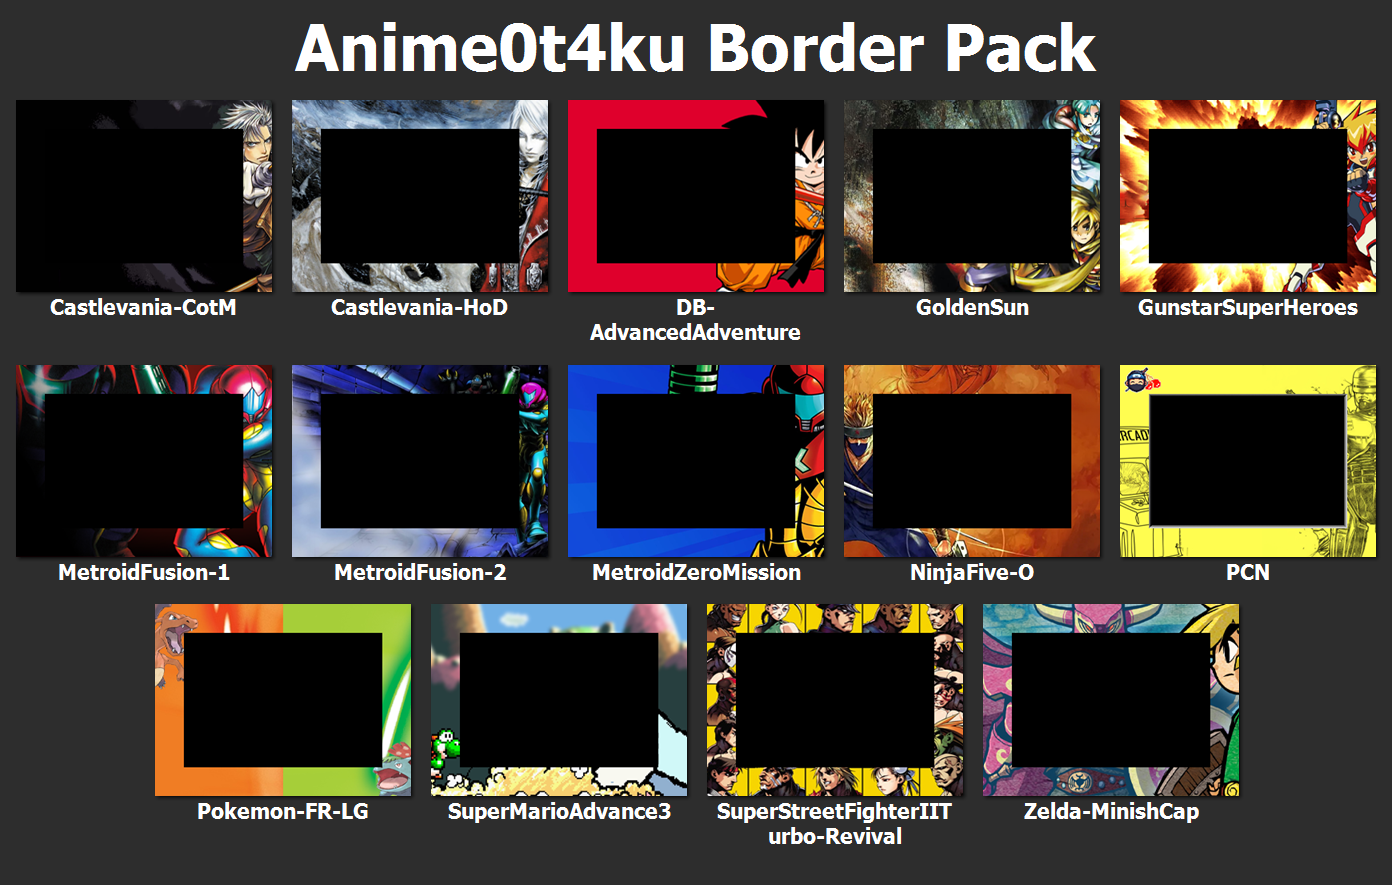 Anime0t4ku Border Pack
Castlevania-CotM
Castlevania-HoD
DB-
AdvancedAdventure
GoldenSun
GunstarSuperHeroes
MetroidFusion-1
MetroidFusion-2
MetroidZeroMission
NinjaFive-O
RCAD
PCN
Pokemon-FR-LG
SuperMarioAdvance3
SuperStreetFighterIIT
urbo-Revival
Zelda-MinishCap